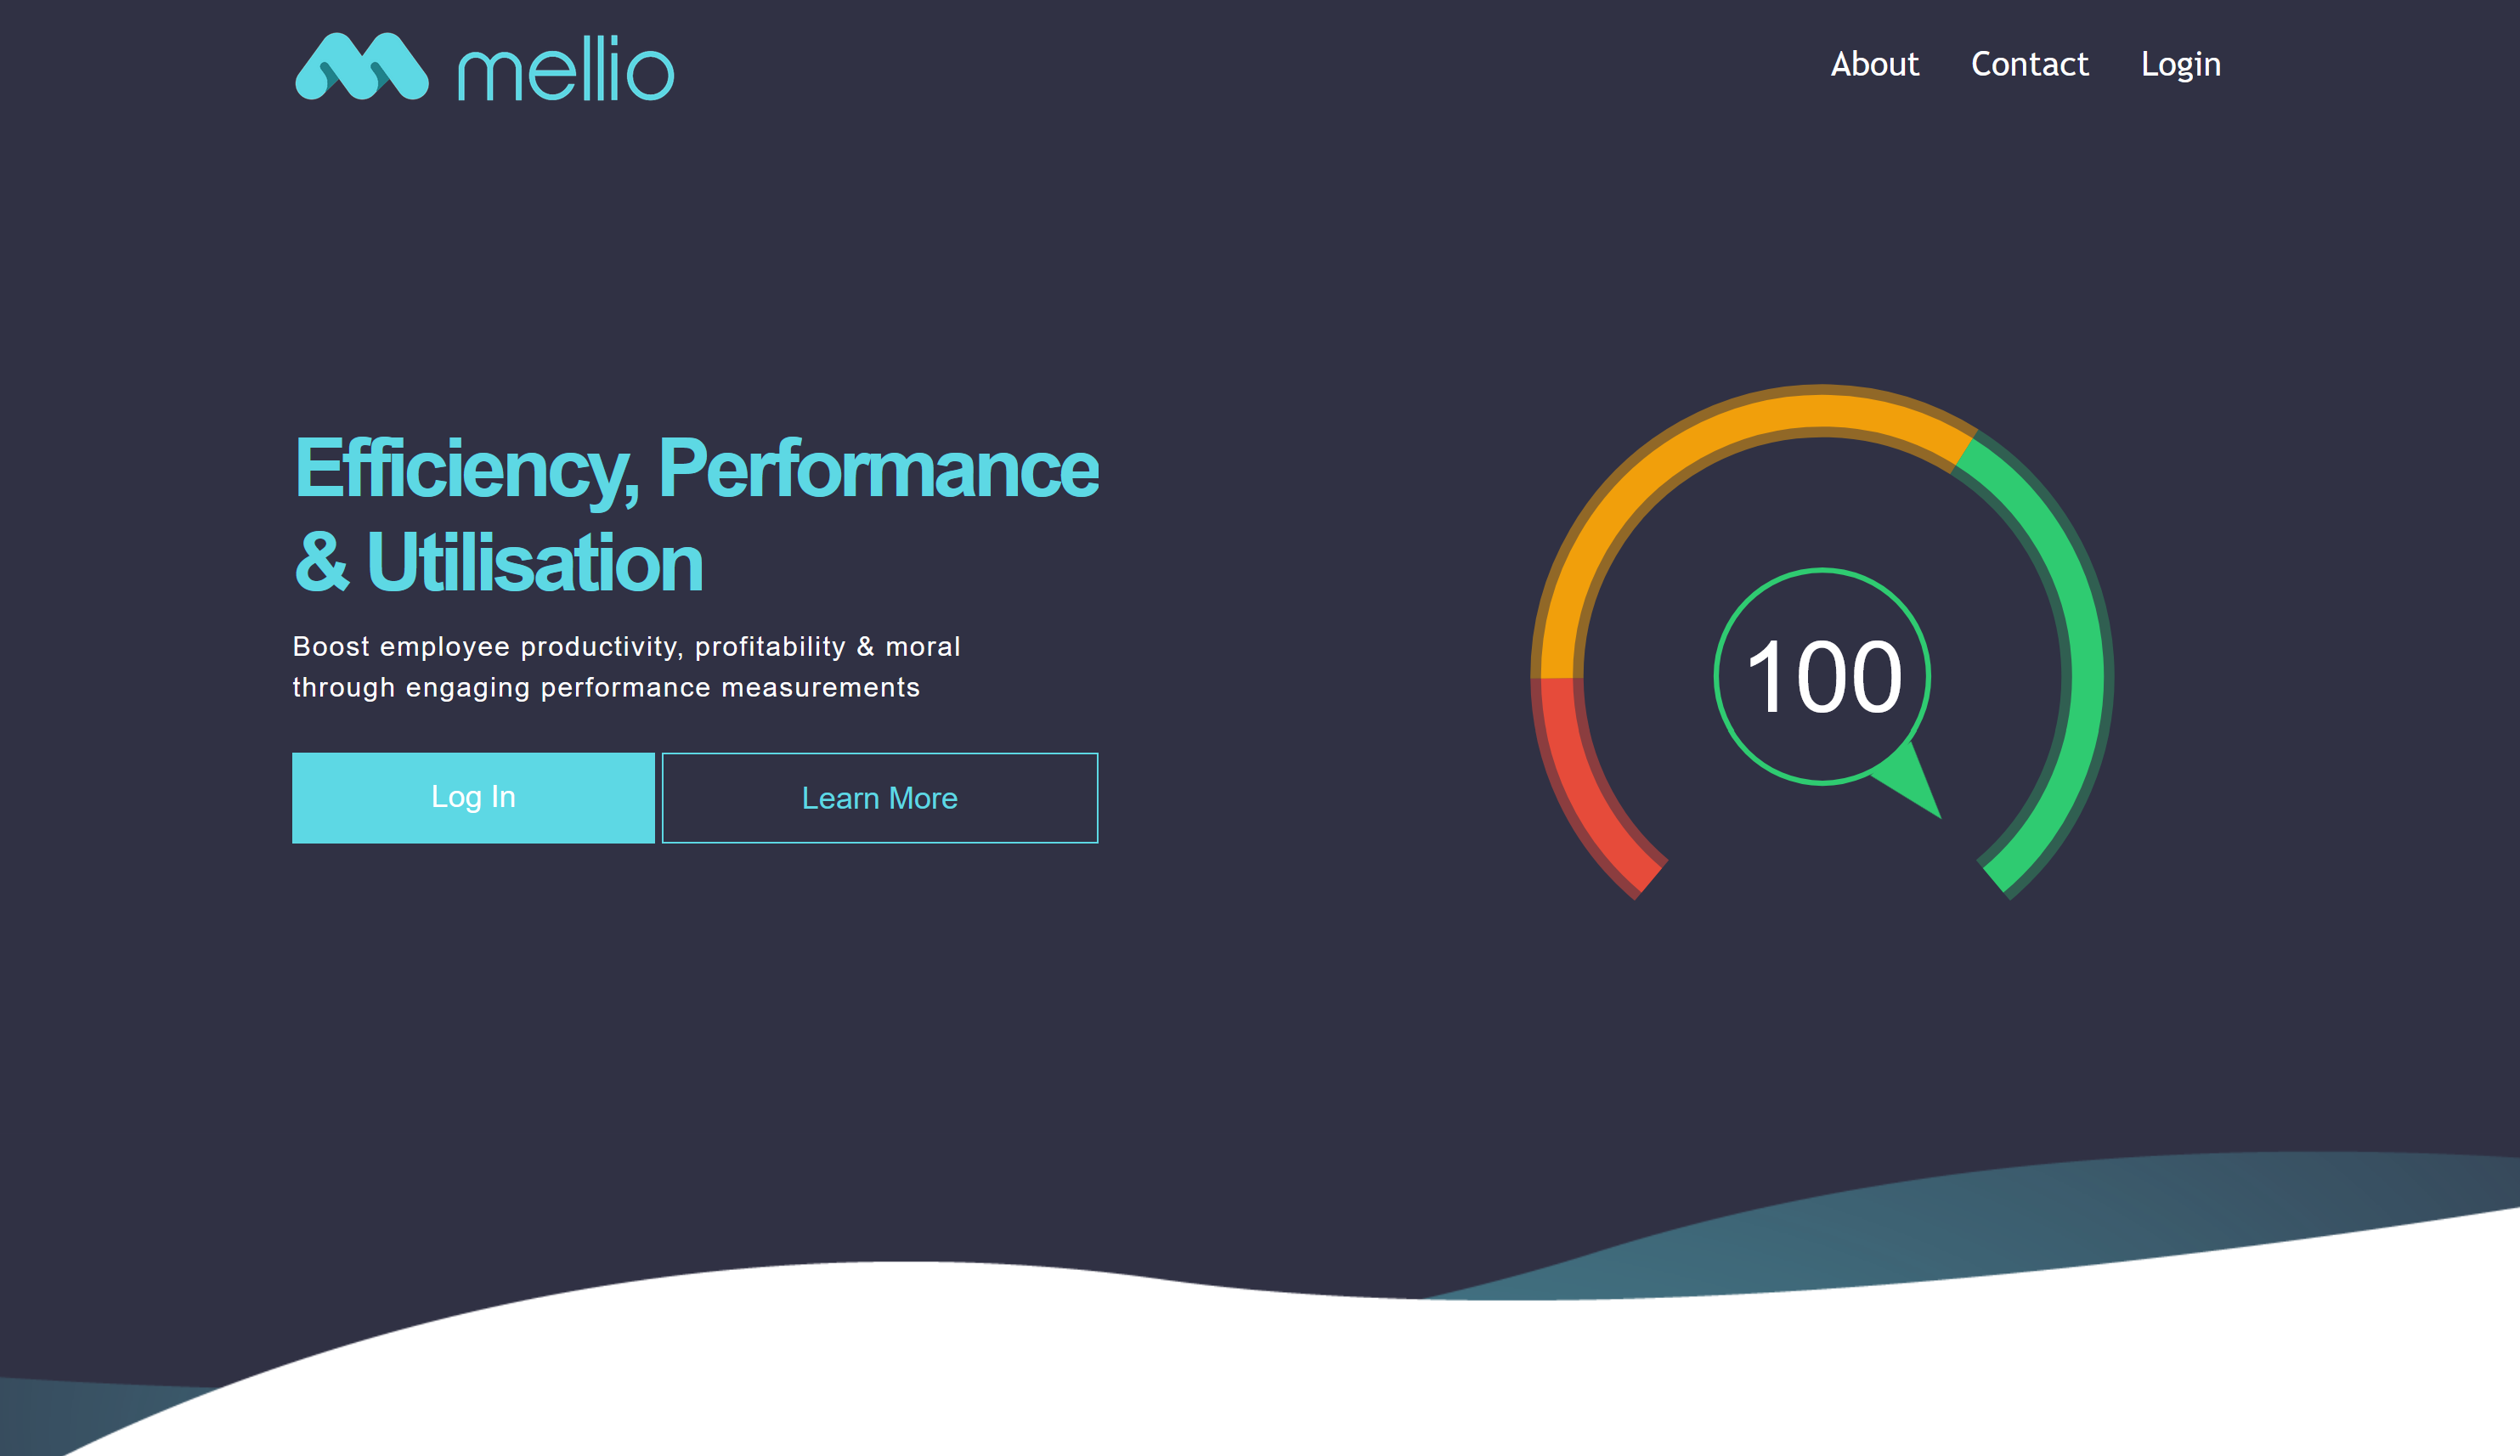 mellio
About Contact Login
Efficiency, Performance
& Utilisation
Boost employee productivity, profitability & moral
through engaging performance measurements
Log In Learn More
100